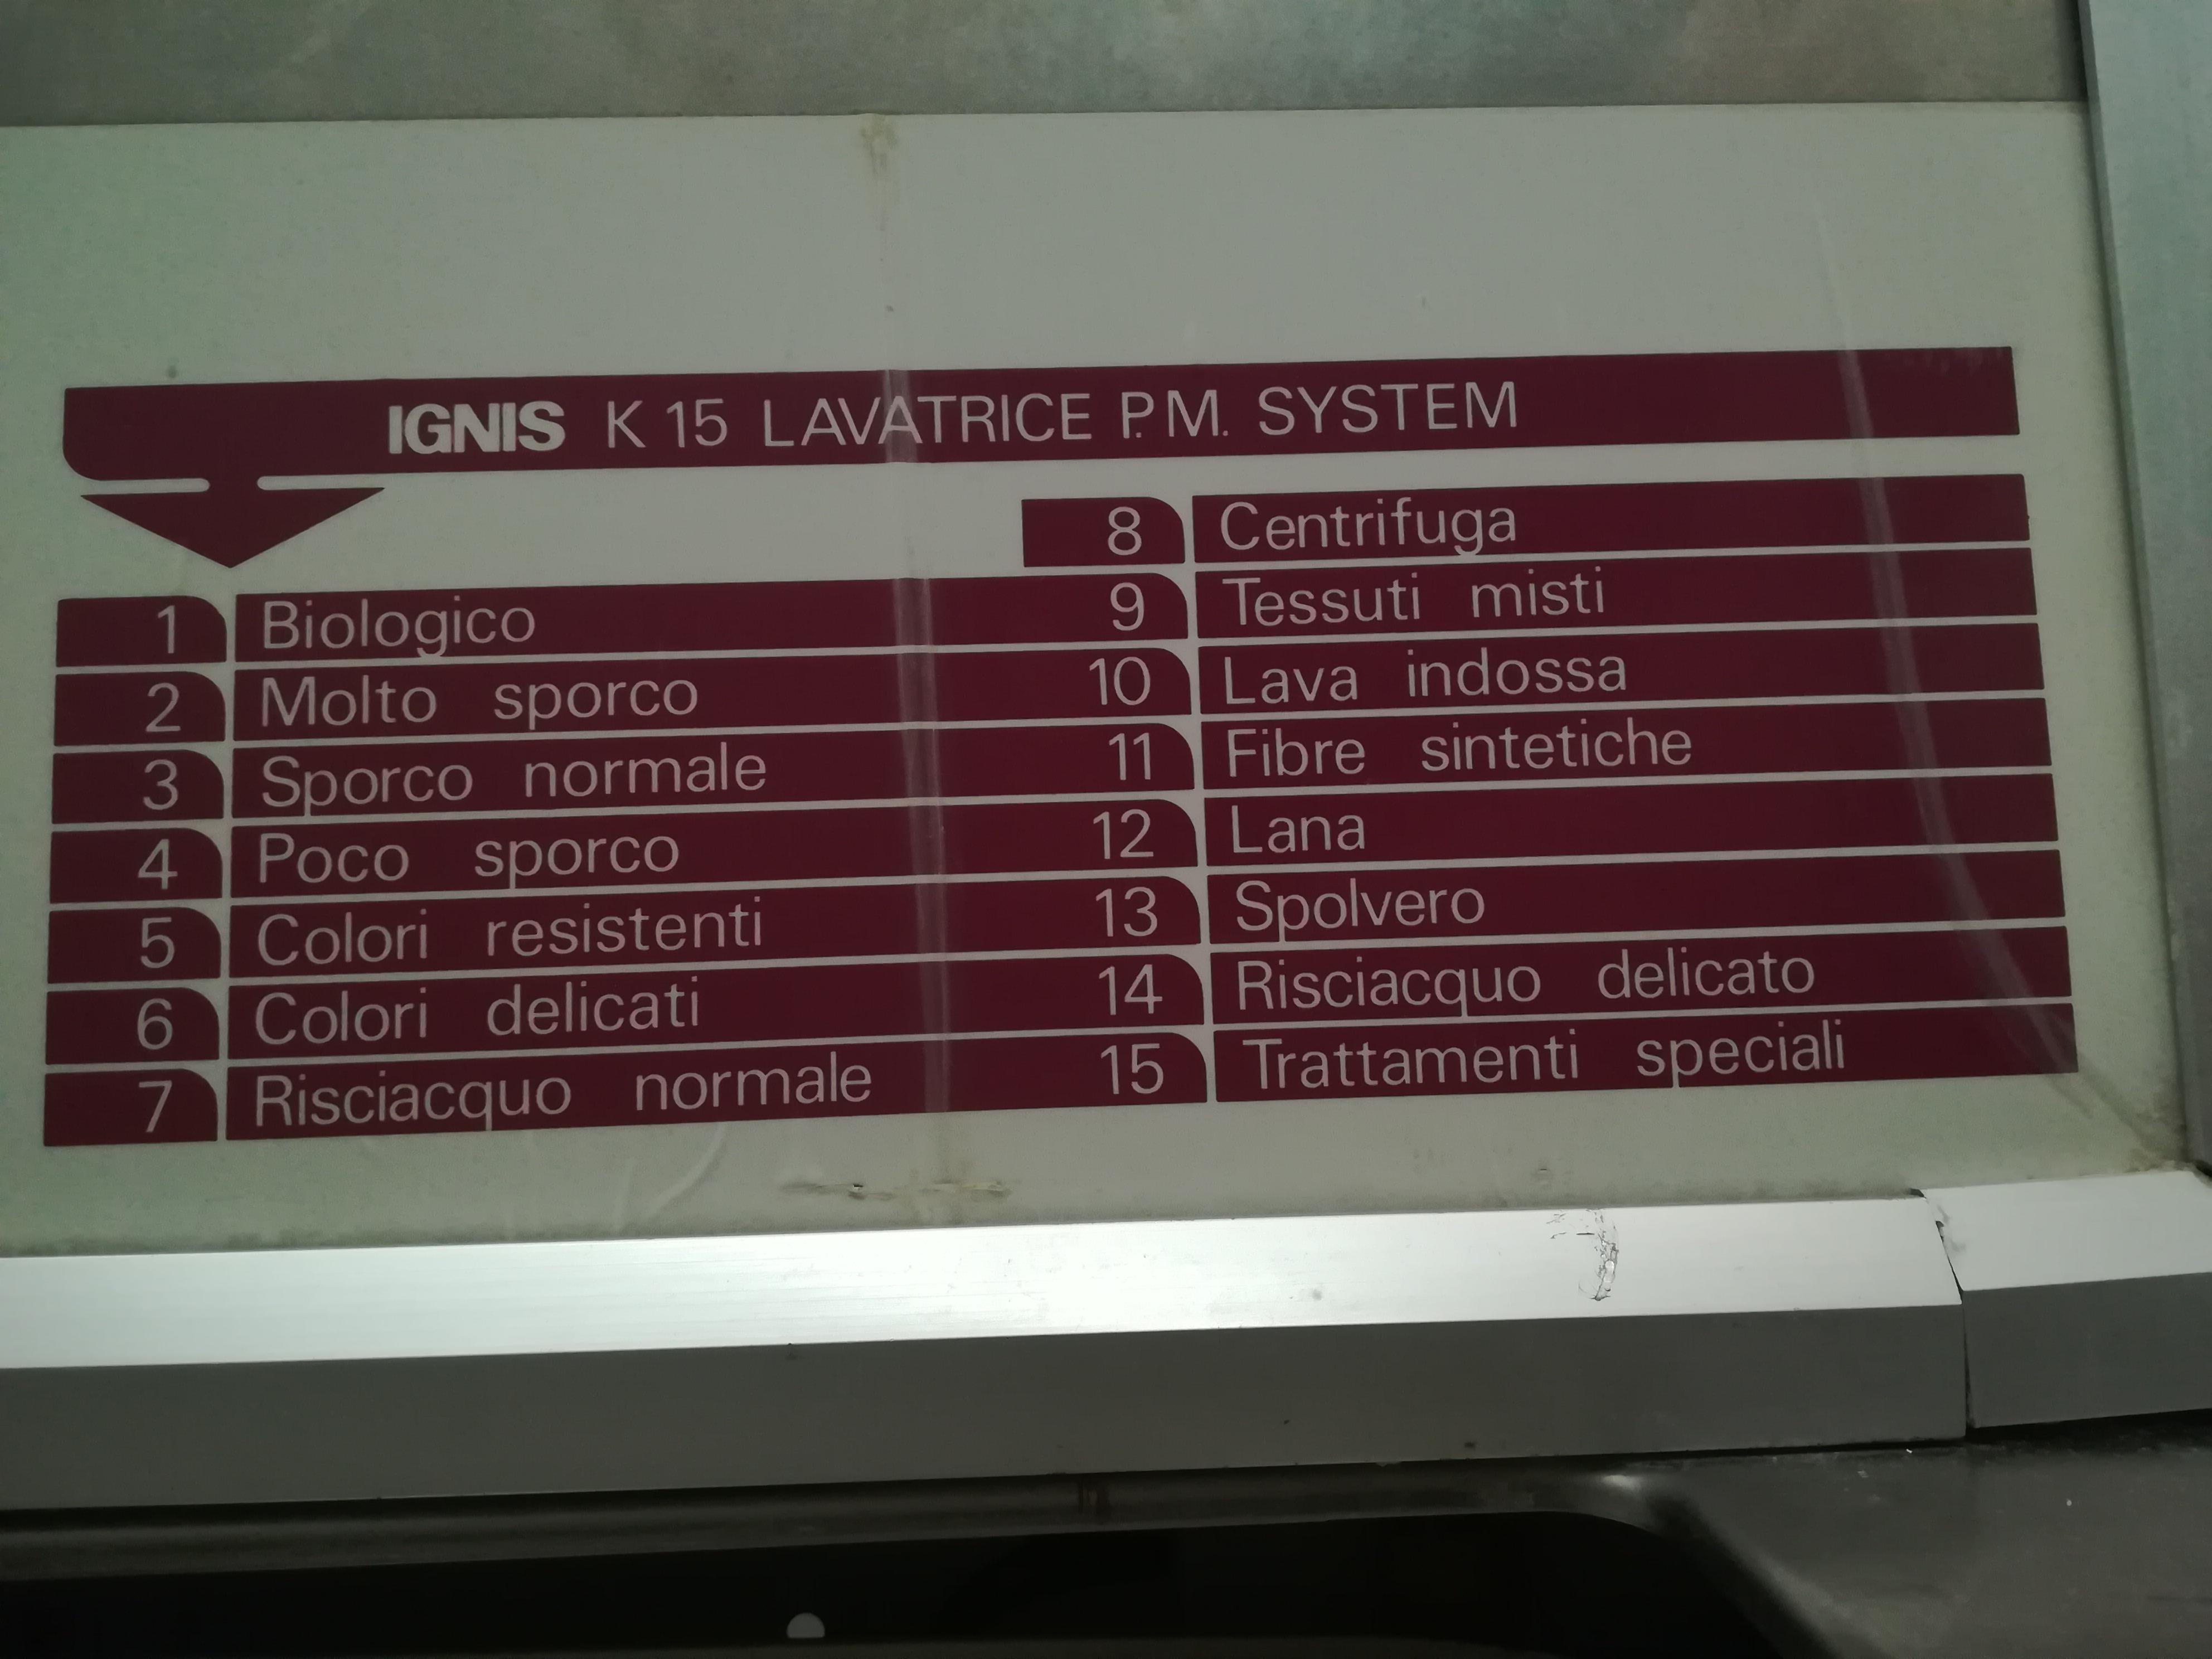 IGNIS K 15 LAVATRICE P.M. SYSTEM
1 Biologico
2 Molto sporco
3 Sporco normale
4 Poco sporco
5 Colori resistenti
6 Colori delicati
7 Risciacquo normale
8 Centrifuga
9 Tessuti misti
10 Lava indossa
11 Fibre sintetiche
12 Lana
13 Spolvero
14 Risciacquo delicato
15 Trattamenti speciali